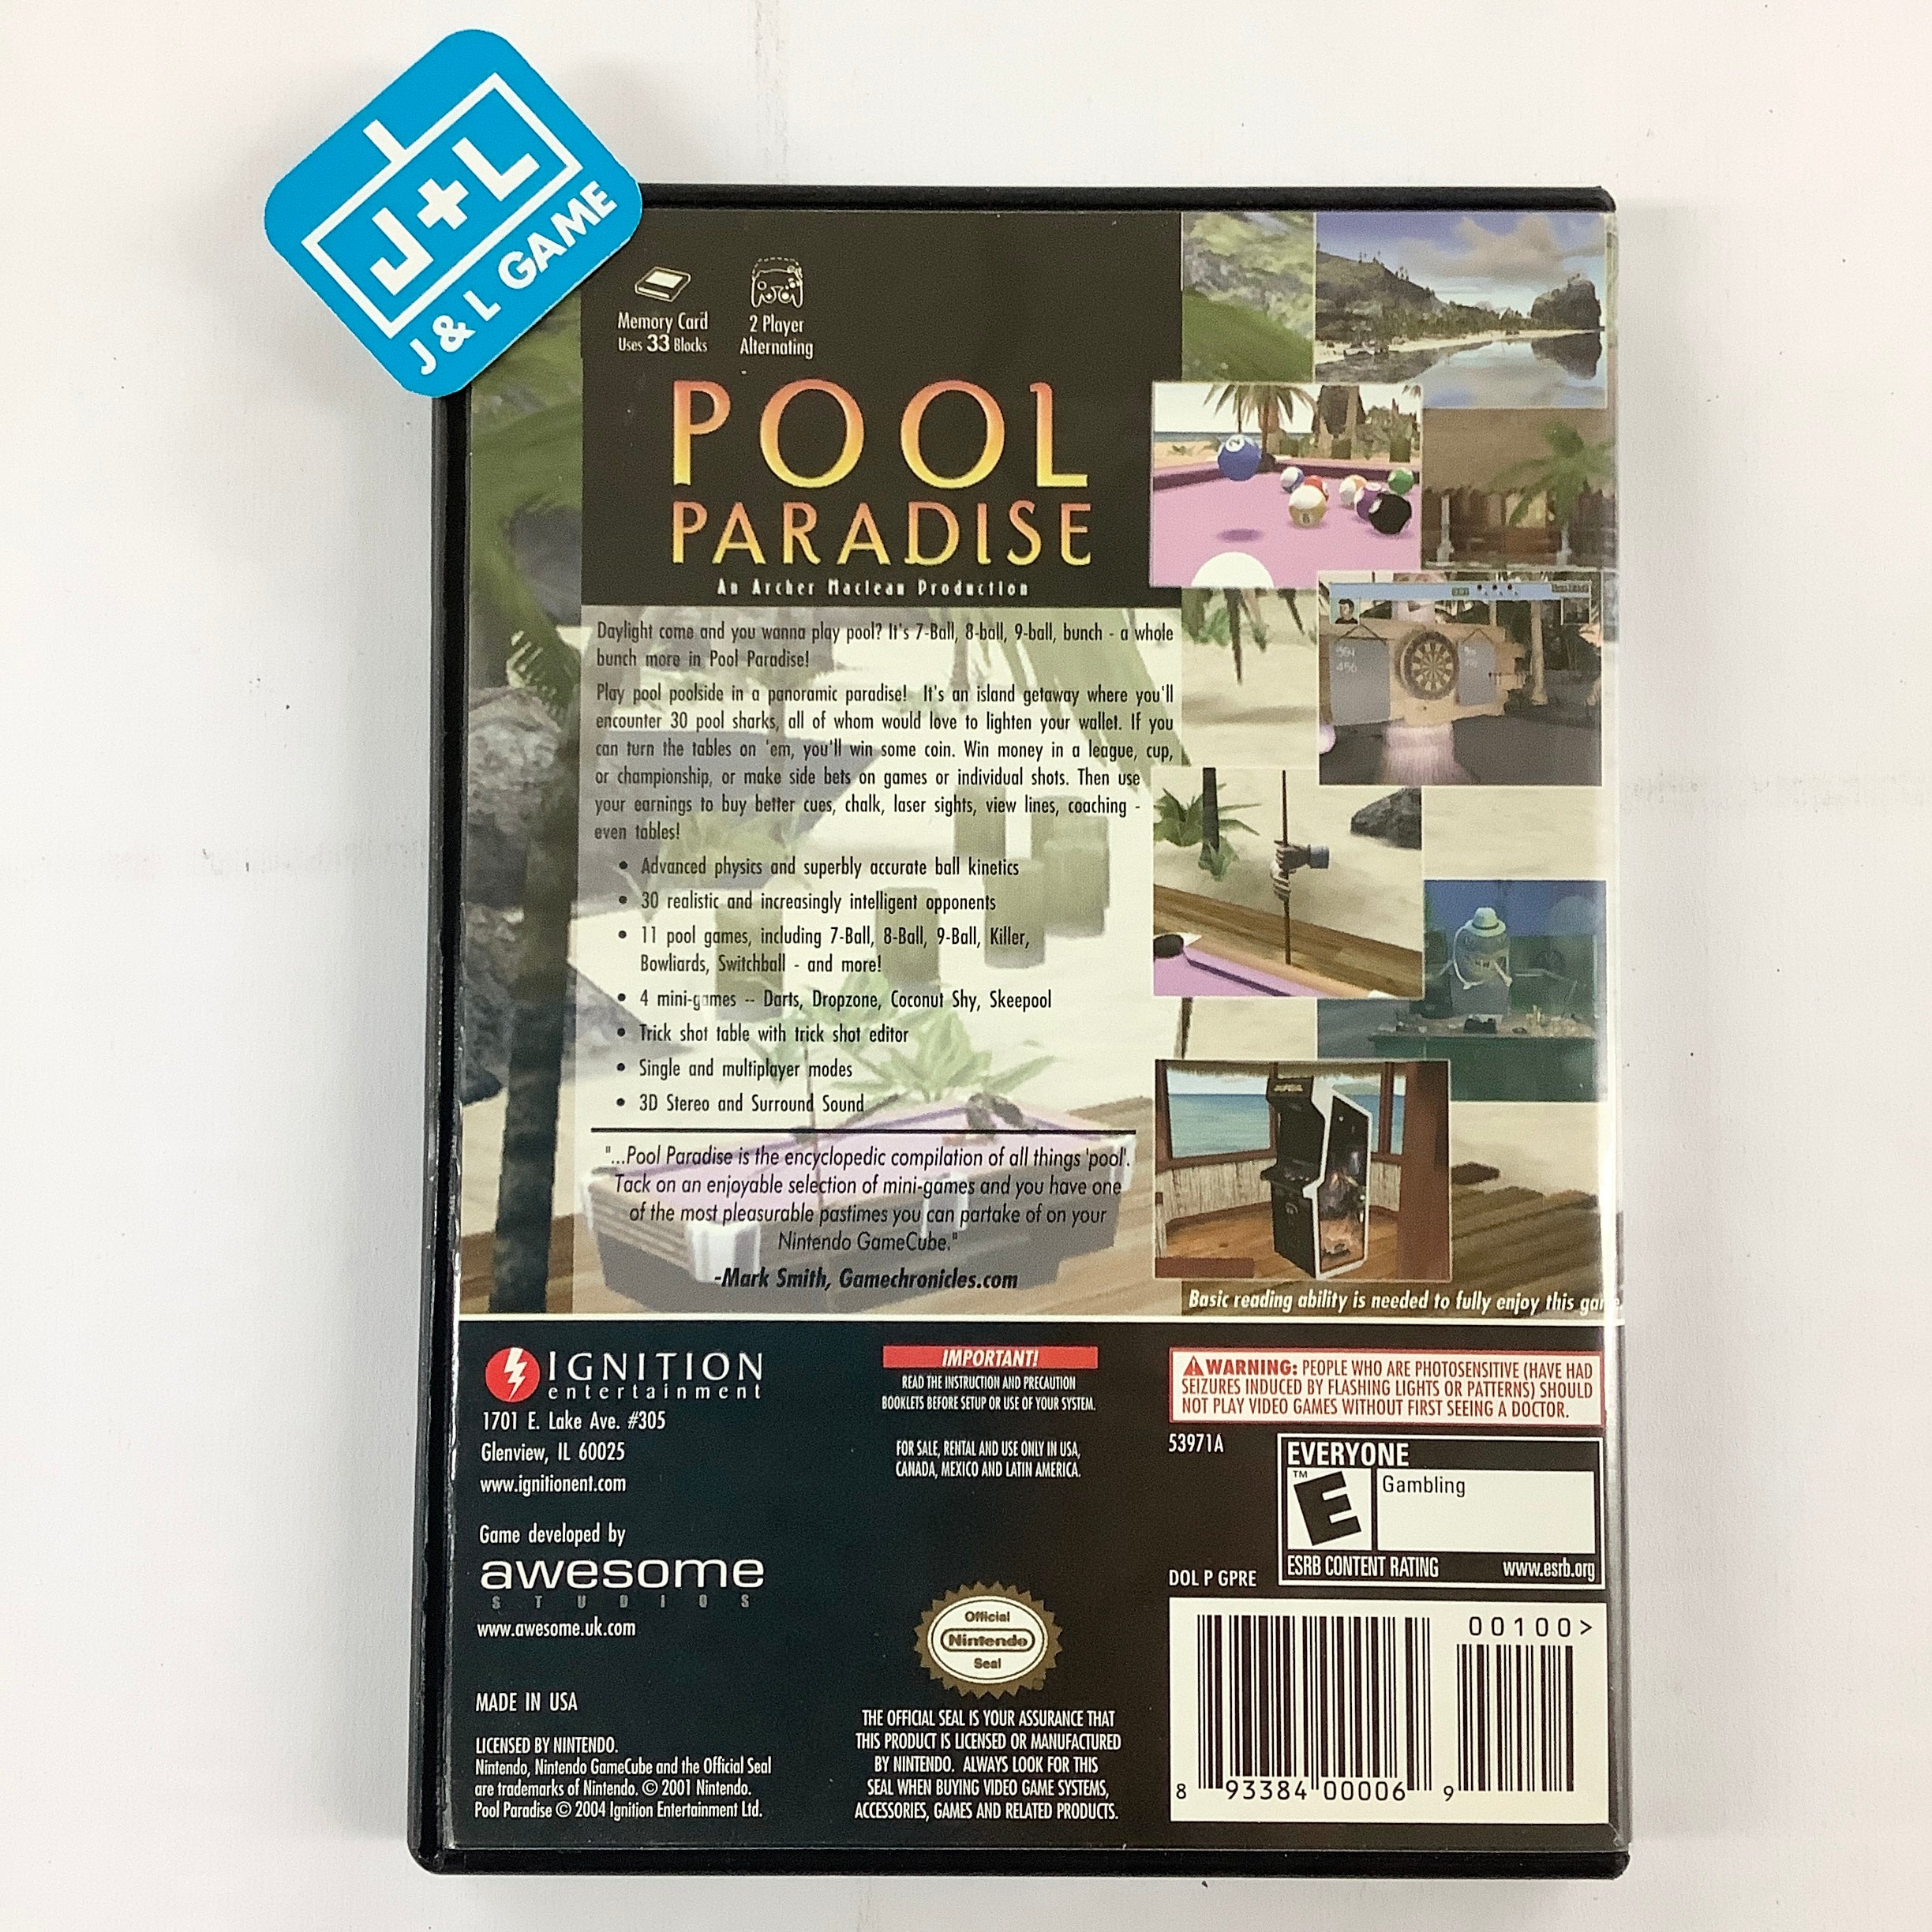 J+L
J & L GAME
Memory Card
Uses 33 Blocks
2 Player
Alternating
POOL
PARADISE
An Archer Maclean Production
Daylight come and you wanna play pool? It's 7-Ball, 8-ball, 9-ball, bunch - a whole
bunch more in Pool Paradise!
Play pool poolside in a panoramic paradise! It's an island getaway where you'll
encounter 30 pool sharks, all of whom would love to lighten your wallet. If you
can turn the tables on 'em, you'll win some coin. Win money in a league, cup,
or championship, or make side bets on games or individual shots. Then use
your earnings to buy better cues, chalk, laser sights, view lines, coaching -
even tables!
• Advanced physics and superbly accurate ball kinetics
• 30 realistic and increasingly intelligent opponents
• 11 pool games, including 7-Ball, 8-Ball, 9-Ball, Killer,
Bowliards, Switchball - and more!
• 4 mini-games -- Darts, Dropzone, Coconut Shy, Skeepool
• Trick shot table with trick shot editor
• Single and multiplayer modes
• 3D Stereo and Surround Sound
"...Pool Paradise is the encyclopedic compilation of all things 'pool'.
Tack on an enjoyable selection of mini-games and you have one
of the most pleasurable pastimes you can partake of on your
Nintendo GameCube."
-Mark Smith, Gamechronicles.com
Basic reading ability is needed to fully enjoy this game
IGNITION
entertainment
1701 E. Lake Ave. #305
Glenview, IL 60025
www.ignitionent.com
Game developed by
awesome
STUDIOS
www.awesome.uk.com
MADE IN USA
LICENSED BY NINTENDO.
Nintendo, Nintendo GameCube and the Official Seal
are trademarks of Nintendo. © 2001 Nintendo.
Pool Paradise © 2004 Ignition Entertainment Ltd.
IMPORTANT!
READ THE INSTRUCTION AND PRECAUTION
BOOKLETS BEFORE SETUP OR USE OF YOUR SYSTEM.
FOR SALE, RENTAL AND USE ONLY IN USA,
CANADA, MEXICO AND LATIN AMERICA.
Official
Nintendo
Seal
THE OFFICIAL SEAL IS YOUR ASSURANCE THAT
THIS PRODUCT IS LICENSED OR MANUFACTURED
BY NINTENDO. ALWAYS LOOK FOR THIS
SEAL WHEN BUYING VIDEO GAME SYSTEMS,
ACCESSORIES, GAMES AND RELATED PRODUCTS.
WARNING: PEOPLE WHO ARE PHOTOSENSITIVE (HAVE HAD
SEIZURES INDUCED BY FLASHING LIGHTS OR PATTERNS) SHOULD
NOT PLAY VIDEO GAMES WITHOUT FIRST SEEING A DOCTOR.
53971A
EVERYONE
E
TM
Gambling
ESRB CONTENT RATING www.esrb.org
DOL P GPRE
00100>
8 93384 00006 9